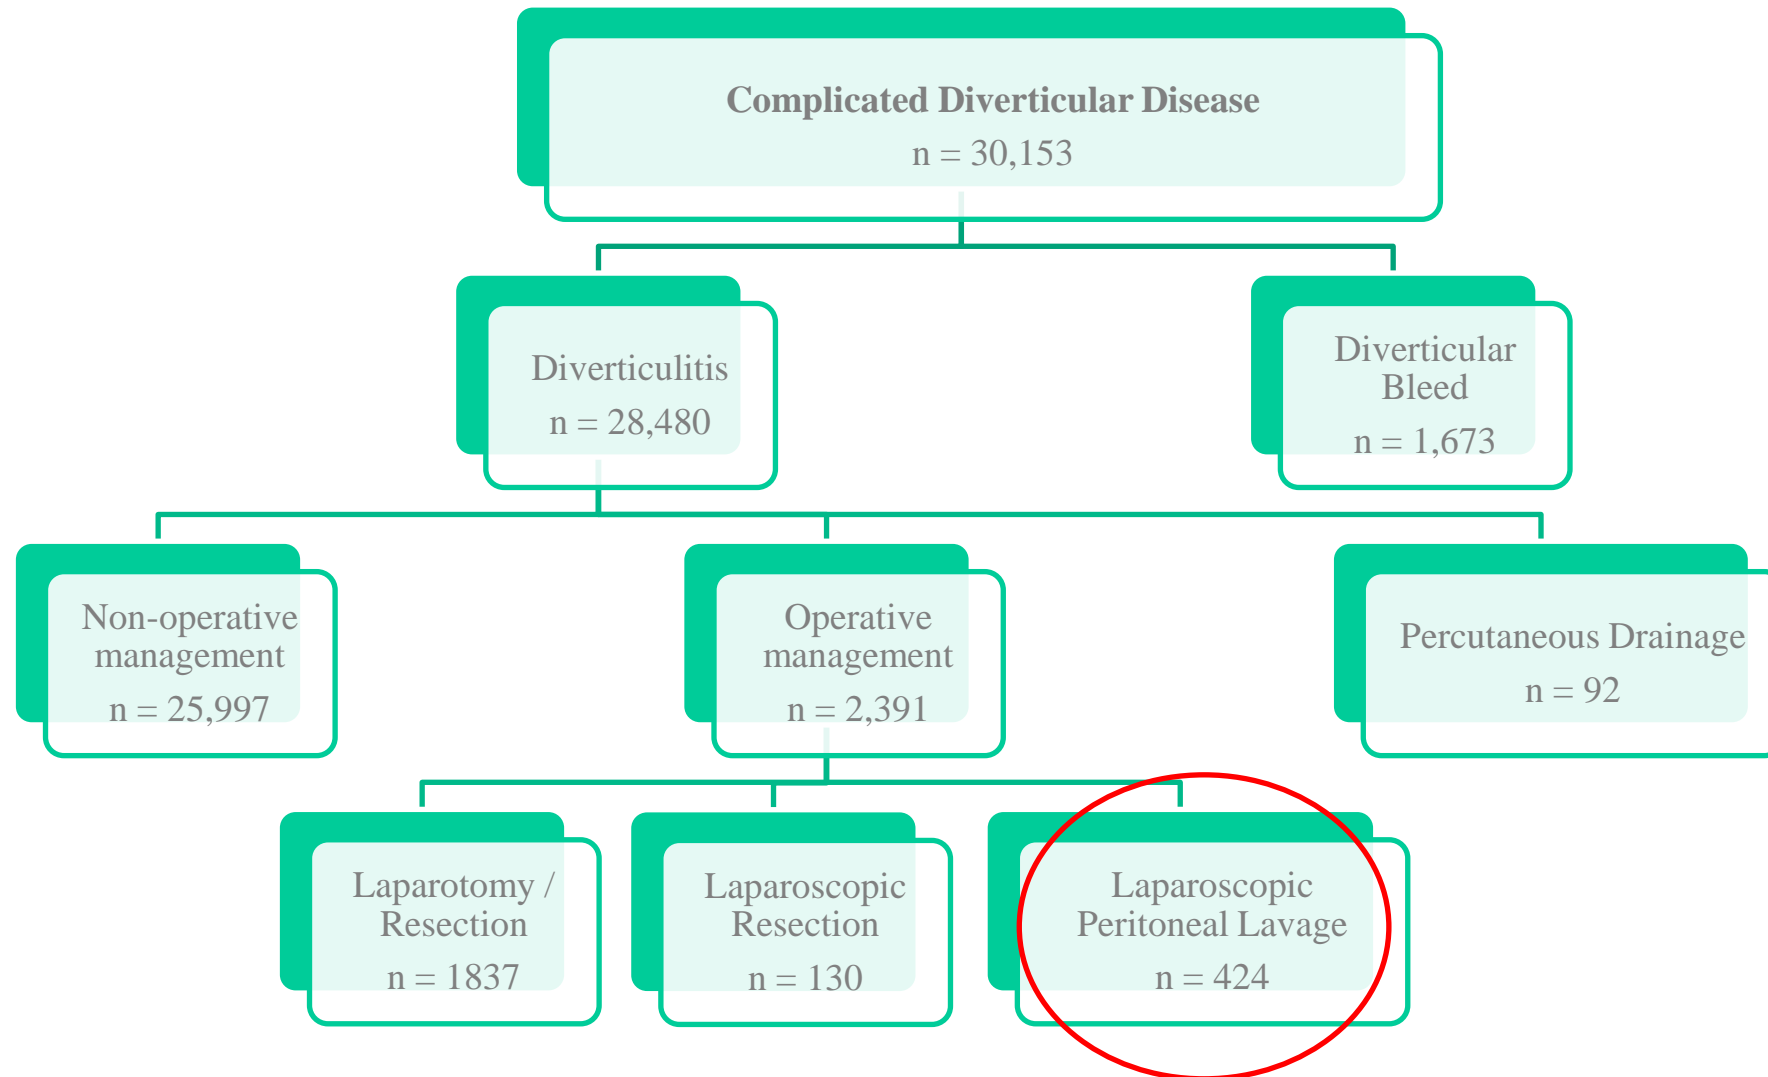 Complicated Diverticular Disease
n = 30,153
Diverticulitis
n = 28,480
Diverticular
Bleed
n = 1,673
Non-operative
management
n = 25,997
Operative
management
n = 2,391
Percutaneous Drainage
n = 92
Laparotomy /
Resection
n = 1837
Laparoscopic
Resection
n = 130
Laparoscopic
Peritoneal Lavage
n = 424